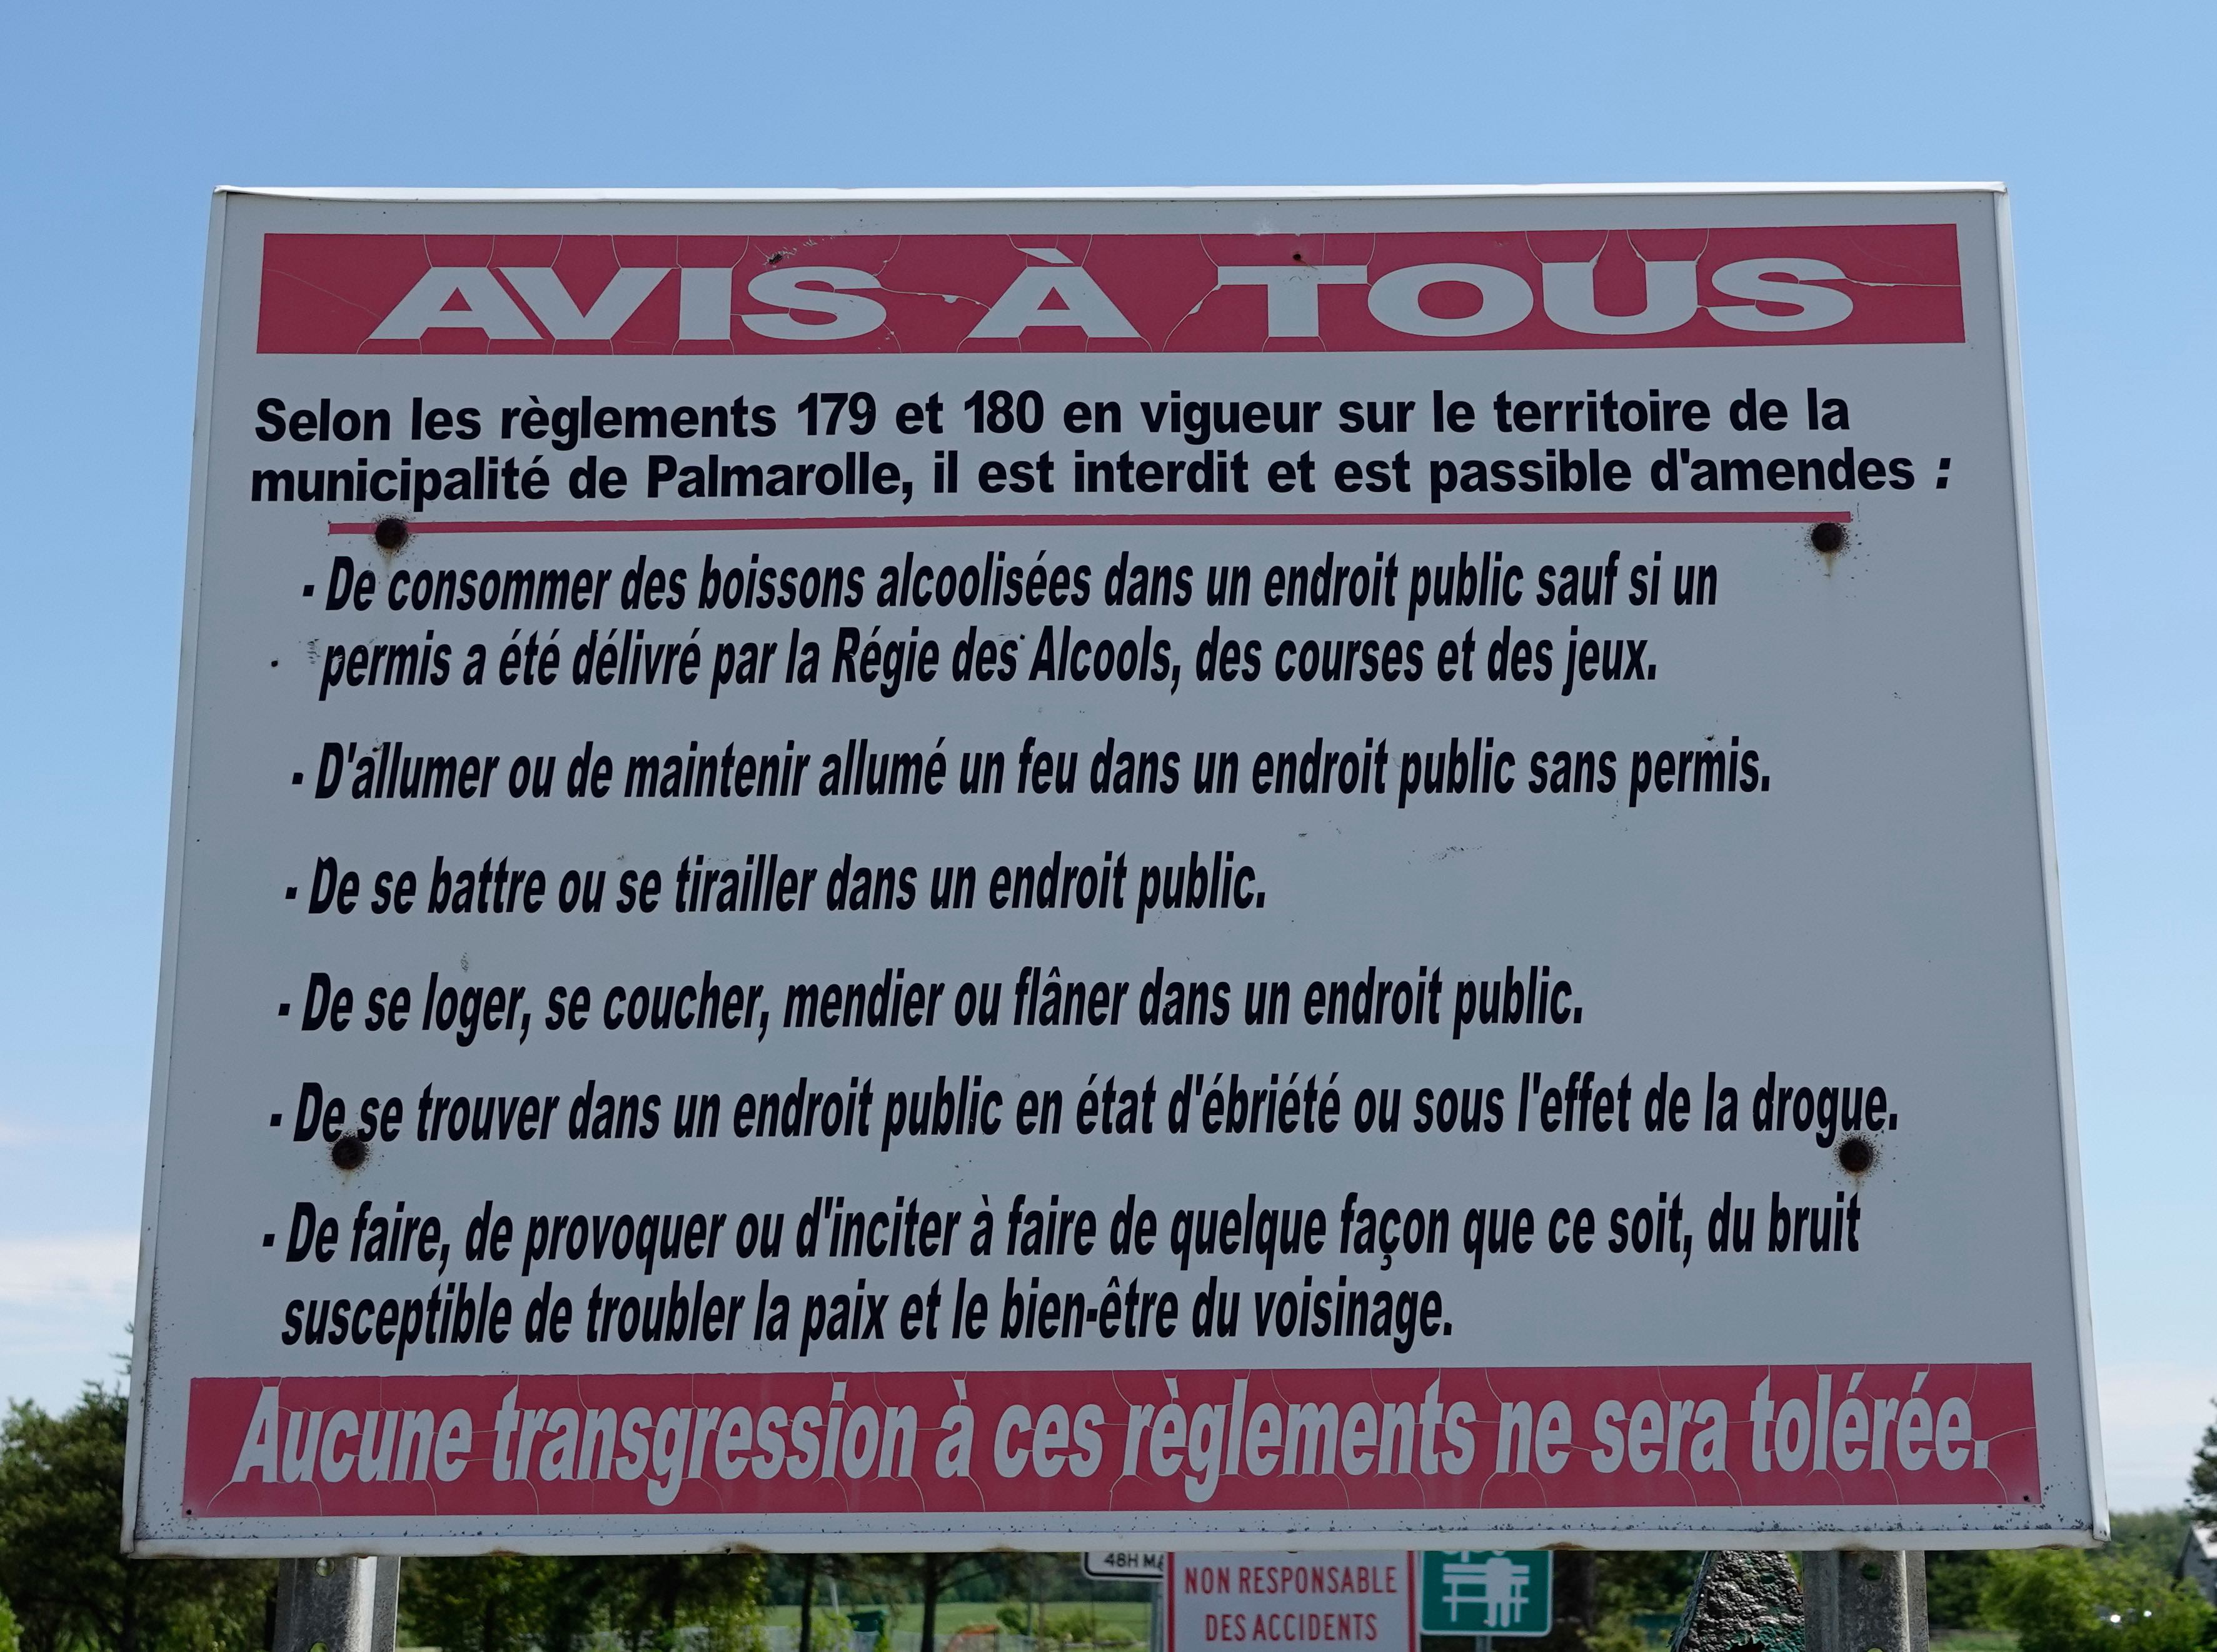 AVIS À TOUS
Selon les règlements 179 et 180 en vigueur sur le territoire de la
municipalité de Palmarolle, il est interdit et est passible d'amendes :
- De consommer des boissons alcoolisées dans un endroit public sauf si un
permis a été délivré par la Régie des Alcools, des courses et des jeux.
- D'allumer ou de maintenir allumé un feu dans un endroit public sans permis.
- De se battre ou se tirailler dans un endroit public.
- De se loger, se coucher, mendier ou flâner dans un endroit public.
- De se trouver dans un endroit public en état d'ébriété ou sous l'effet de la drogue.
- De faire, de provoquer ou d'inciter à faire de quelque façon que ce soit, du bruit
susceptible de troubler la paix et le bien-être du voisinage.
Aucune transgression à ces règlements ne sera tolérée.
48H
NON RESPONSABLE
DES ACCIDENTS